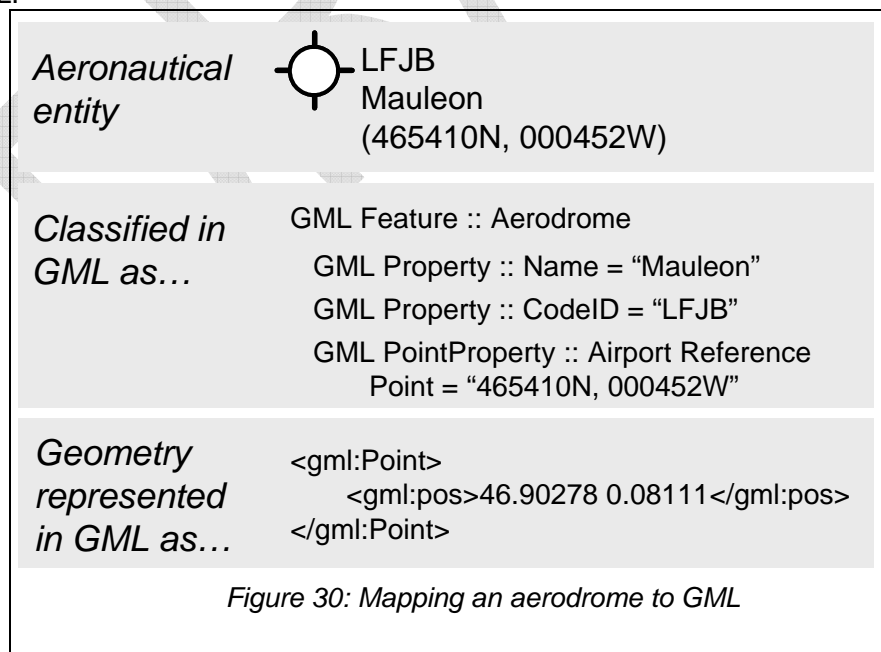 Aeronautical
entity
LFJB
Mauleon
(465410N, 000452W)
Classified in
GML as…
GML Feature :: Aerodrome
GML Property :: Name = “Mauleon”
GML Property :: CodeID = “LFJB”
GML PointProperty :: Airport Reference
Point = “465410N, 000452W”
Geometry
represented
in GML as…
<gml:Point>
<gml:pos>46.90278 0.08111</gml:pos>
</gml:Point>
Figure 30: Mapping an aerodrome to GML